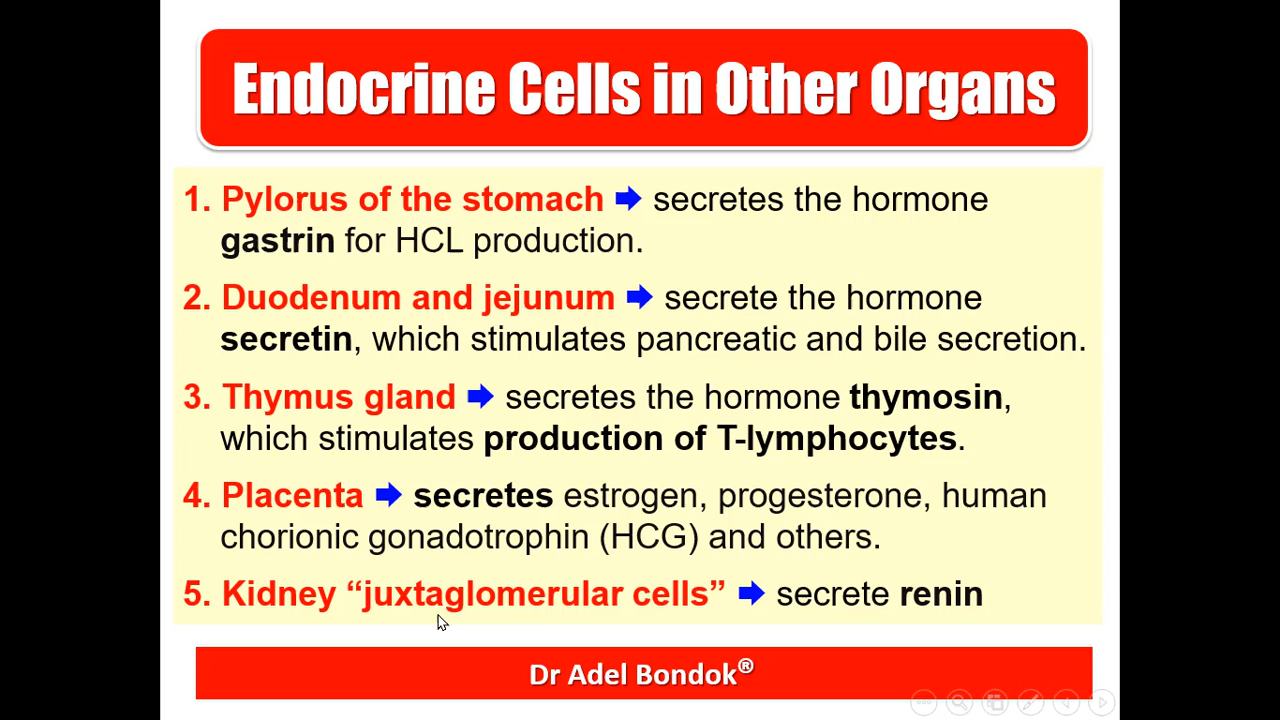 Endocrine Cells in Other Organs
1. Pylorus of the stomach ➡ secretes the hormone
gastrin for HCL production.
2. Duodenum and jejunum ➡ secrete the hormone
secretin, which stimulates pancreatic and bile secretion.
3. Thymus gland ➡ secretes the hormone thymosin,
which stimulates production of T-lymphocytes.
4. Placenta ➡ secretes estrogen, progesterone, human
chorionic gonadotrophin (HCG) and others.
5. Kidney “juxtaglomerular cells” ➡ secrete renin
Dr Adel Bondok®